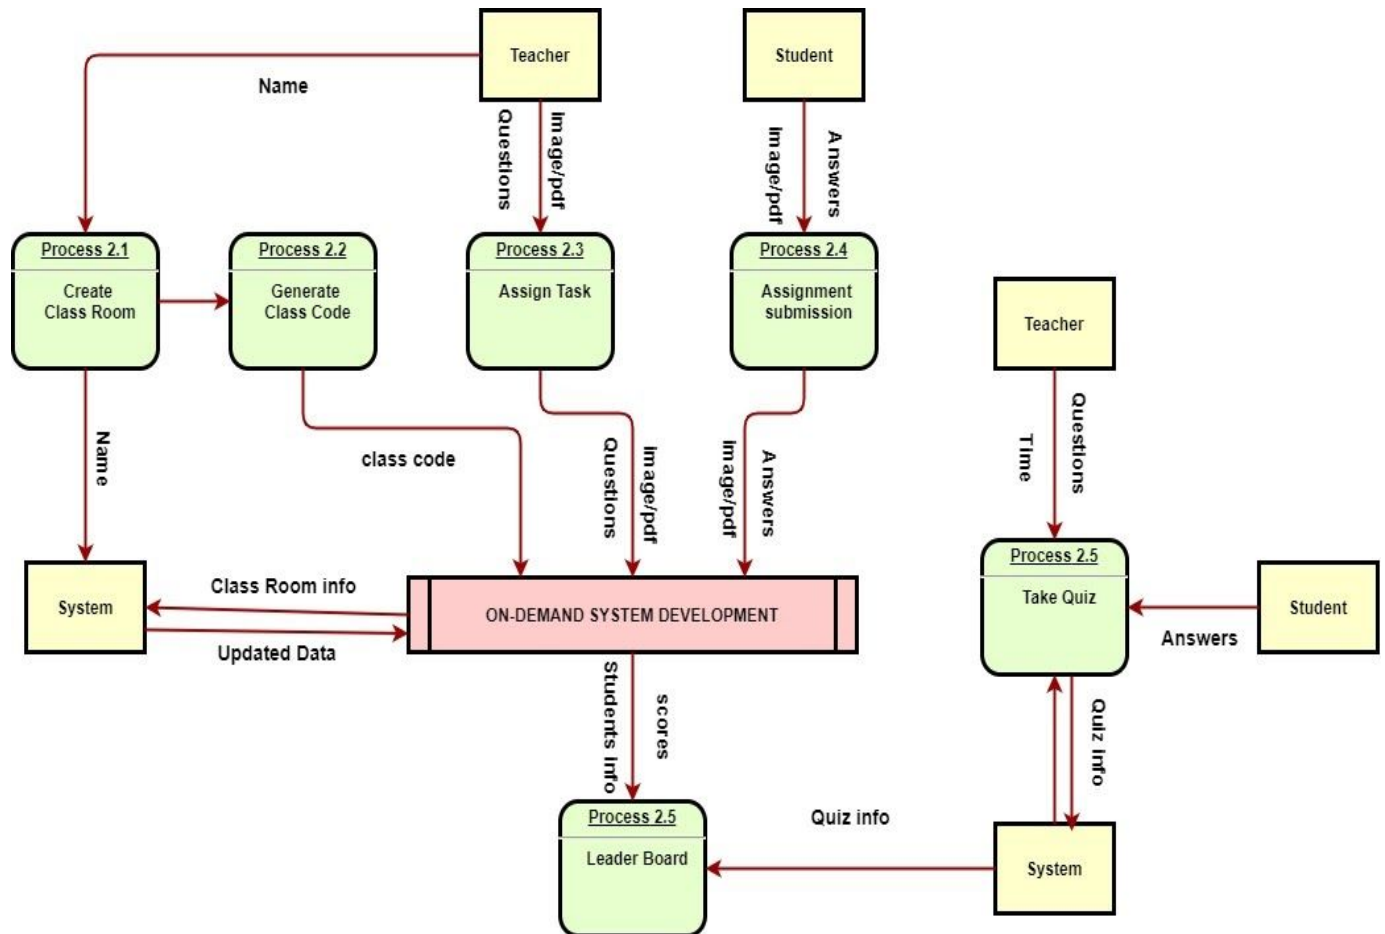 Teacher
Student
Name
Questions
image/pdf
image/pdf
Answers
Process 2.1
Create
Class Room
Process 2.2
Generate
Class Code
Process 2.3
Assign Task
Process 2.4
Assignment
submission
Teacher
Name
class code
Questions
image/pdf
image/pdf
Answers
Time
Questions
System
Class Room info
Updated Data
ON-DEMAND SYSTEM DEVELOPMENT
Process 2.5
Take Quiz
Student
Answers
Students info
scores
Quiz info
Process 2.5
Leader Board
Quiz info
System